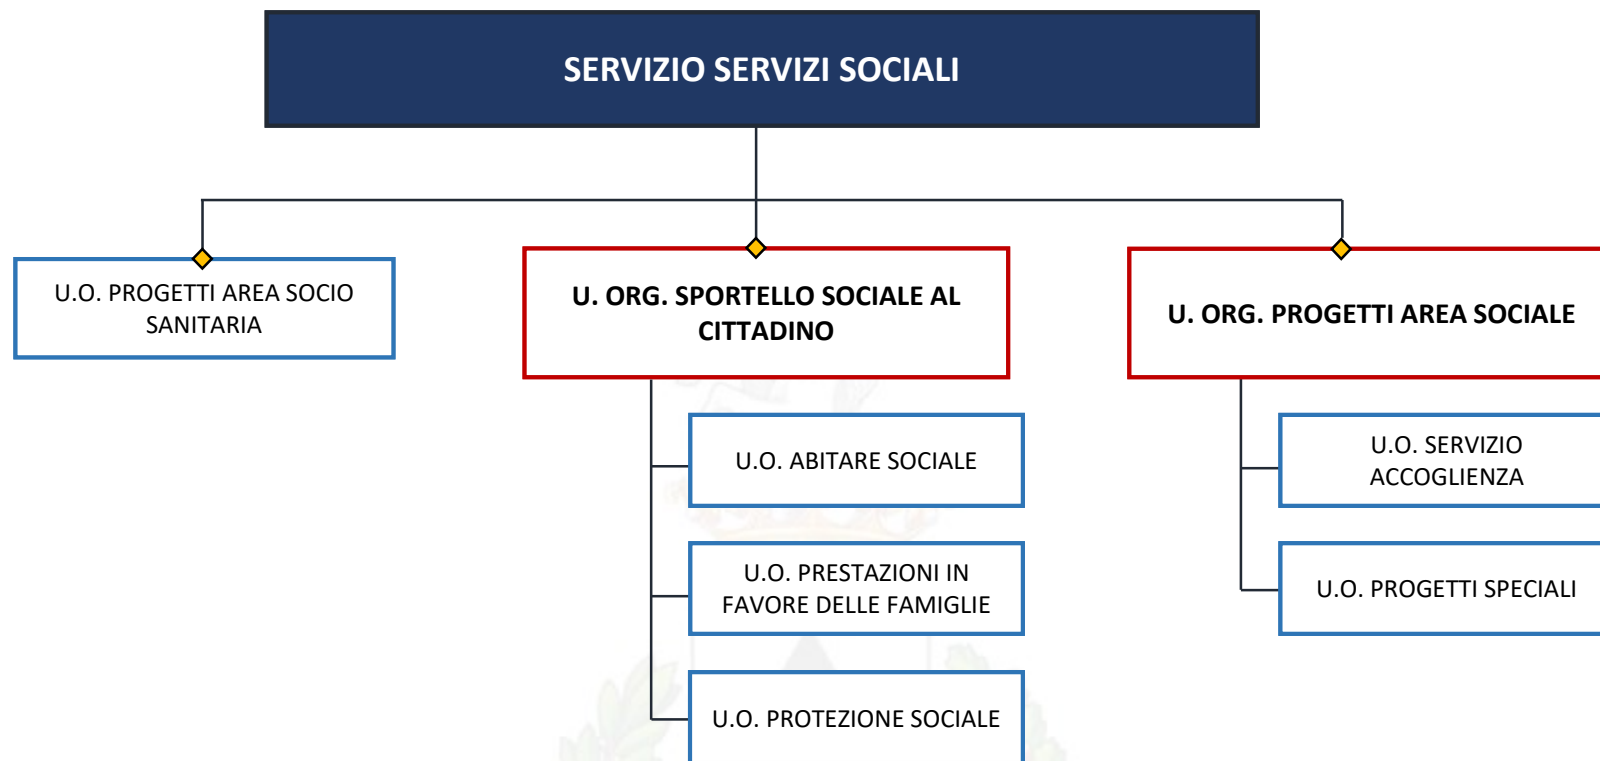 SERVIZIO SERVIZI SOCIALI
U.O. PROGETTI AREA SOCIO
SANITARIA
U. ORG. SPORTELLO SOCIALE AL
CITTADINO
U.O. ABITARE SOCIALE
U.O. PRESTAZIONI IN
FAVORE DELLE FAMIGLIE
U.O. PROTEZIONE SOCIALE
U. ORG. PROGETTI AREA SOCIALE
U.O. SERVIZIO
ACCOGLIENZA
U.O. PROGETTI SPECIALI